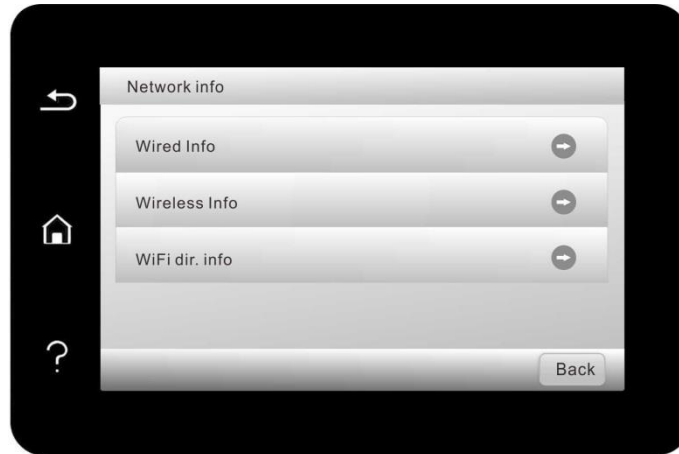 Network info
Wired Info
Wireless Info
WiFi dir. info
?
Back